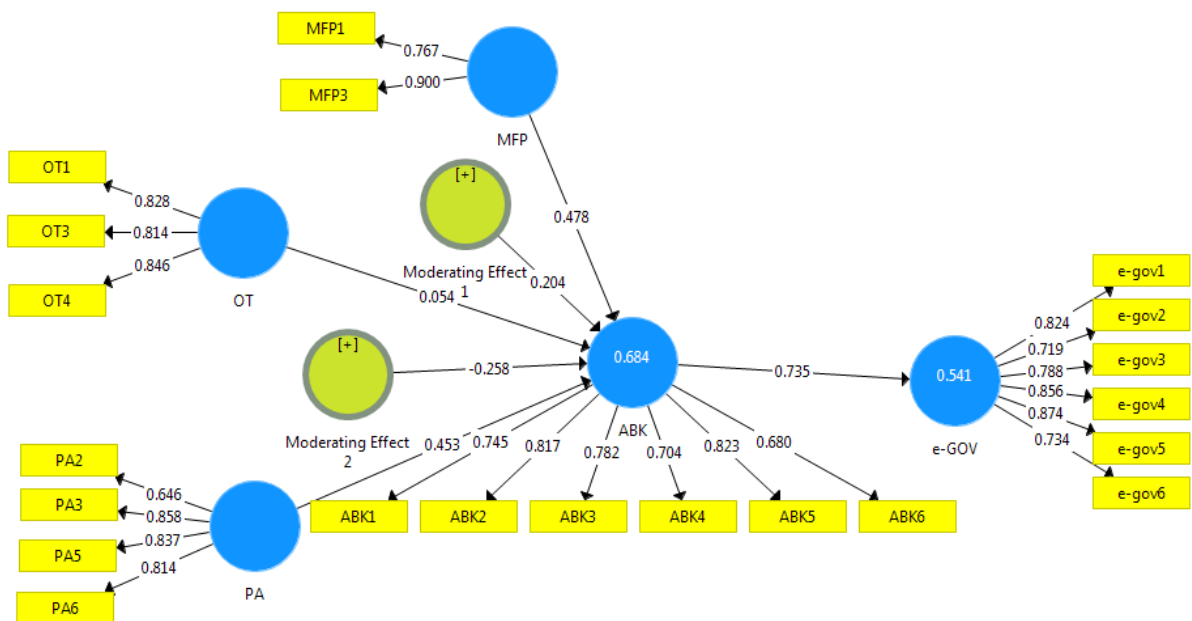 MFP1
0.767
MFP3
0.900
MFP
OT1
0.828
OT3
0.814
OT4
0.846
OT
[+]
Moderating Effect
1
0.478
0.204
0.054
[+]
Moderating Effect
2
-0.258
0.684
ABK
0.735
0.541
e-GOV
e-gov1
0.824
e-gov2
0.719
e-gov3
0.788
e-gov4
0.856
e-gov5
0.874
e-gov6
0.734
PA2
0.646
PA3
0.858
PA5
0.837
PA6
0.814
PA
0.453
0.745
0.817
0.782
0.704
0.823
0.680
ABK1
ABK2
ABK3
ABK4
ABK5
ABK6